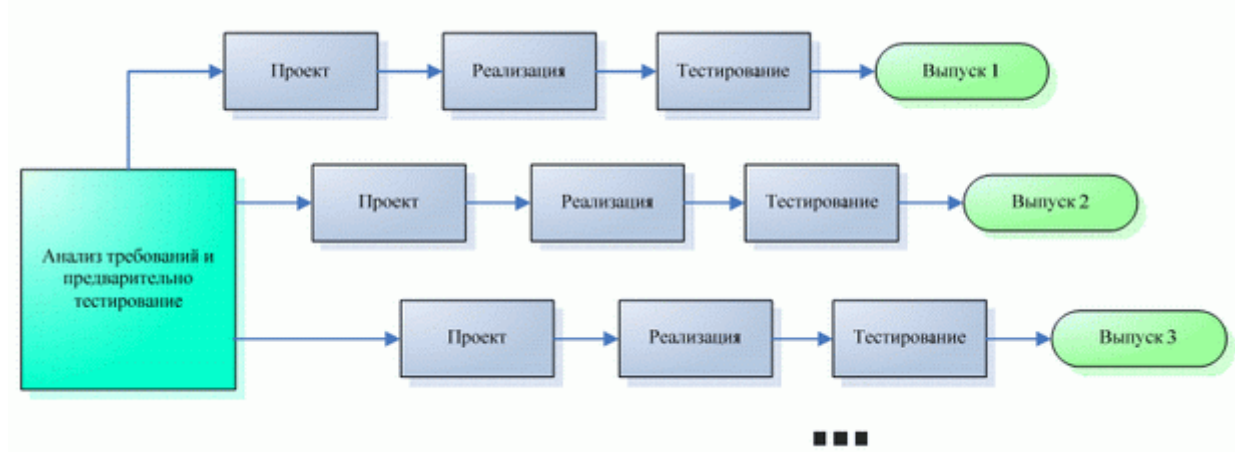 Проект
Реализация
Тестирование
Выпуск 1
Проект
Реализация
Тестирование
Выпуск 2
Анализ требований и
предварительно
тестирование
Проект
Реализация
Тестирование
Выпуск 3